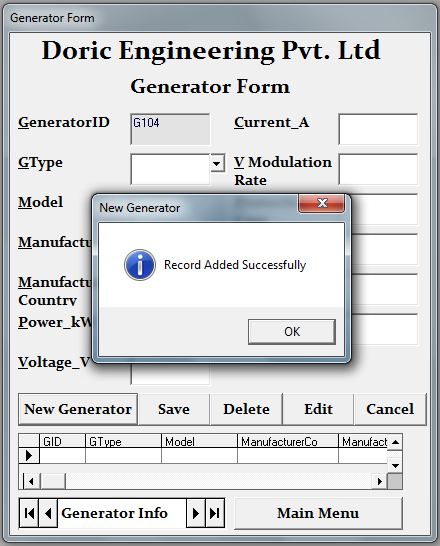 Generator Form
Doric Engineering Pvt. Ltd
Generator Form
GeneratorID G104 Current_A
GType V Modulation
Rate
Model
New Generator
Record Added Successfully
OK
Country
Power_kW
Voltage_V
New Generator Save Delete Edit Cancel
GID GType Model ManufacturerCo Manufact
Generator Info Main Menu